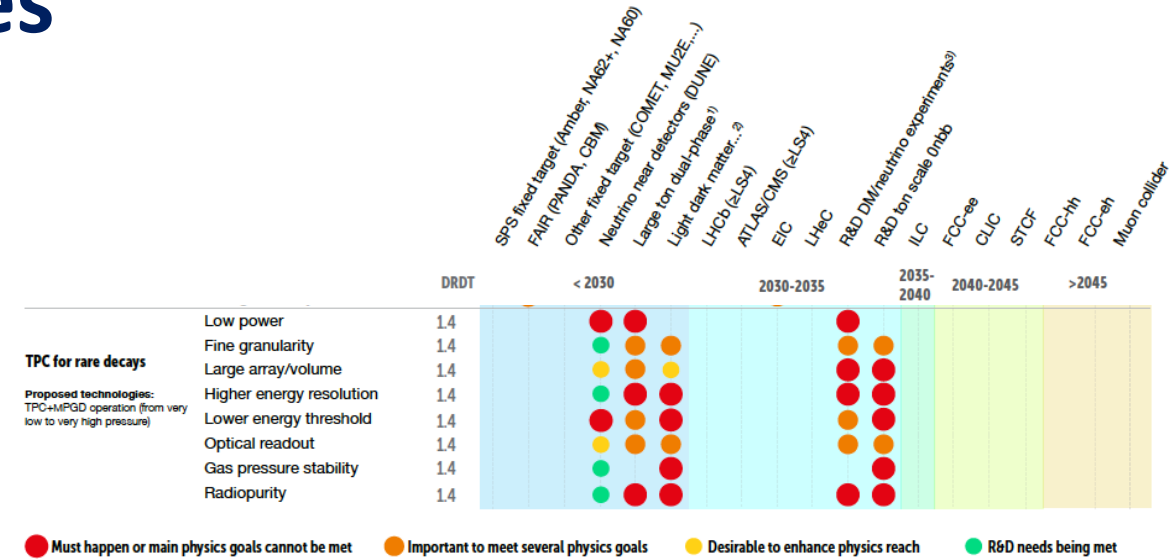 es
SPS fixed target (Amber, NA62+, NA60)
FAIR (PANDA, CBM)
Other fixed target (COMET, MU2E,...)
Neutrino near detectors (DUNE)
Large ton dual-phase¹⁾
Light dark matter...²⁾
LHCb (≥LS4)
ATLAS/CMS (≥LS4)
EIC
LHeC
R&D DM/neutrino experiments³⁾
R&D ton scale 0nbb
ILC
FCC-ee
CLIC
STCF
FCC-hh
FCC-eh
Muon collider
DRDT < 2030 2030-2035 2035-2040 2040-2045 >2045
TPC for rare decays
Proposed technologies:
TPC+MPGD operation (from very
low to very high pressure)
Low power 1.4
Fine granularity 1.4
Large array/volume 1.4
Higher energy resolution 1.4
Lower energy threshold 1.4
Optical readout 1.4
Gas pressure stability 1.4
Radiopurity 1.4
Must happen or main physics goals cannot be met Important to meet several physics goals Desirable to enhance physics reach R&D needs being met